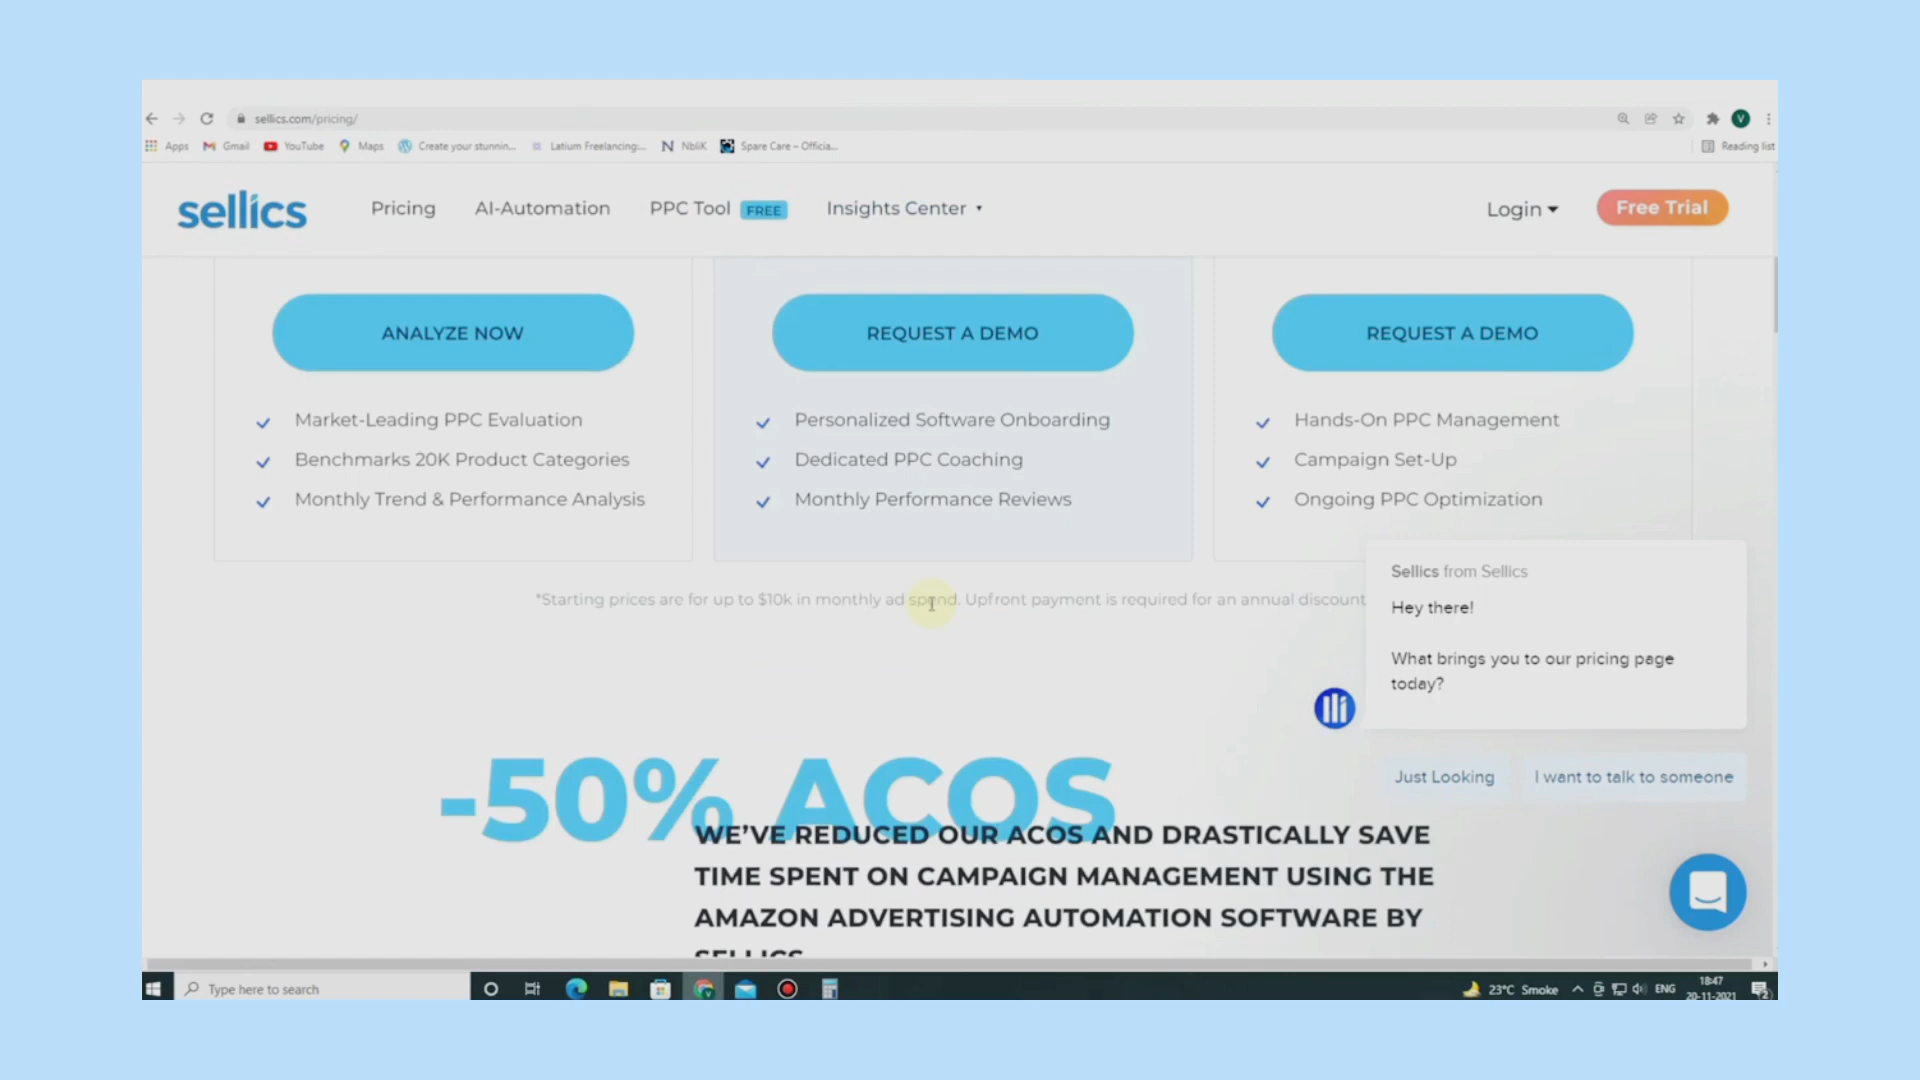 sellics.com/pricing/
Apps Gmail YouTube Maps Create your stunnin... Latium Freelancing:... NbliK Spare Care – Officia... Reading list
sellics Pricing AI-Automation PPC Tool FREE Insights Center Login Free Trial
V
ANALYZE NOW
Market-Leading PPC Evaluation
Benchmarks 20K Product Categories
Monthly Trend & Performance Analysis
REQUEST A DEMO
Personalized Software Onboarding
Dedicated PPC Coaching
Monthly Performance Reviews
REQUEST A DEMO
Hands-On PPC Management
Campaign Set-Up
Ongoing PPC Optimization
*Starting prices are for up to $10k in monthly ad spend. Upfront payment is required for an annual discount
Sellics from Sellics
Hey there!
What brings you to our pricing page
today?
Just Looking I want to talk to someone
-50% ACOS
WE'VE REDUCED OUR ACOS AND DRASTICALLY SAVE
TIME SPENT ON CAMPAIGN MANAGEMENT USING THE
AMAZON ADVERTISING AUTOMATION SOFTWARE BY
SELLICS
Type here to search
23°C Smoke ENG
18:47
20-11-2021
2